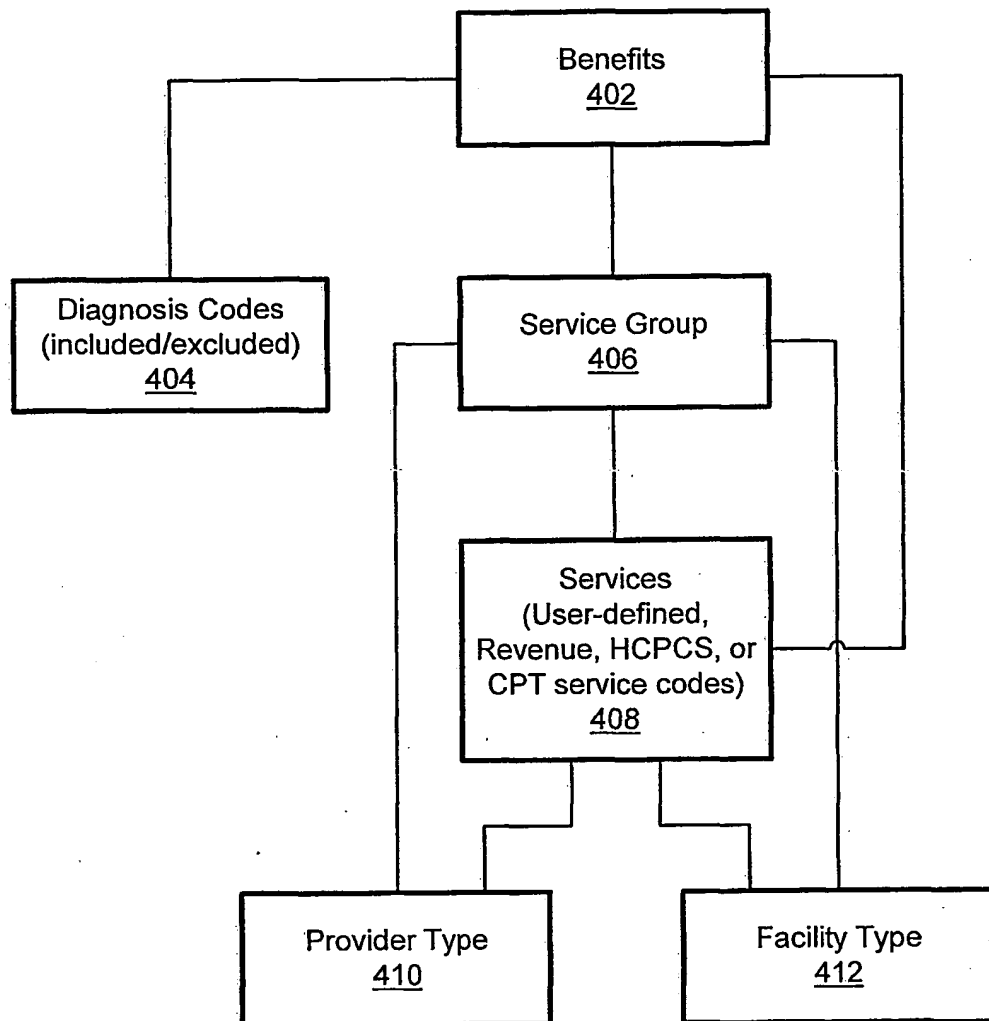 Benefits
402
Diagnosis Codes
(included/excluded)
404
Service Group
406
Services
(User-defined,
Revenue, HCPCS, or
CPT service codes)
408
Provider Type
410
Facility Type
412